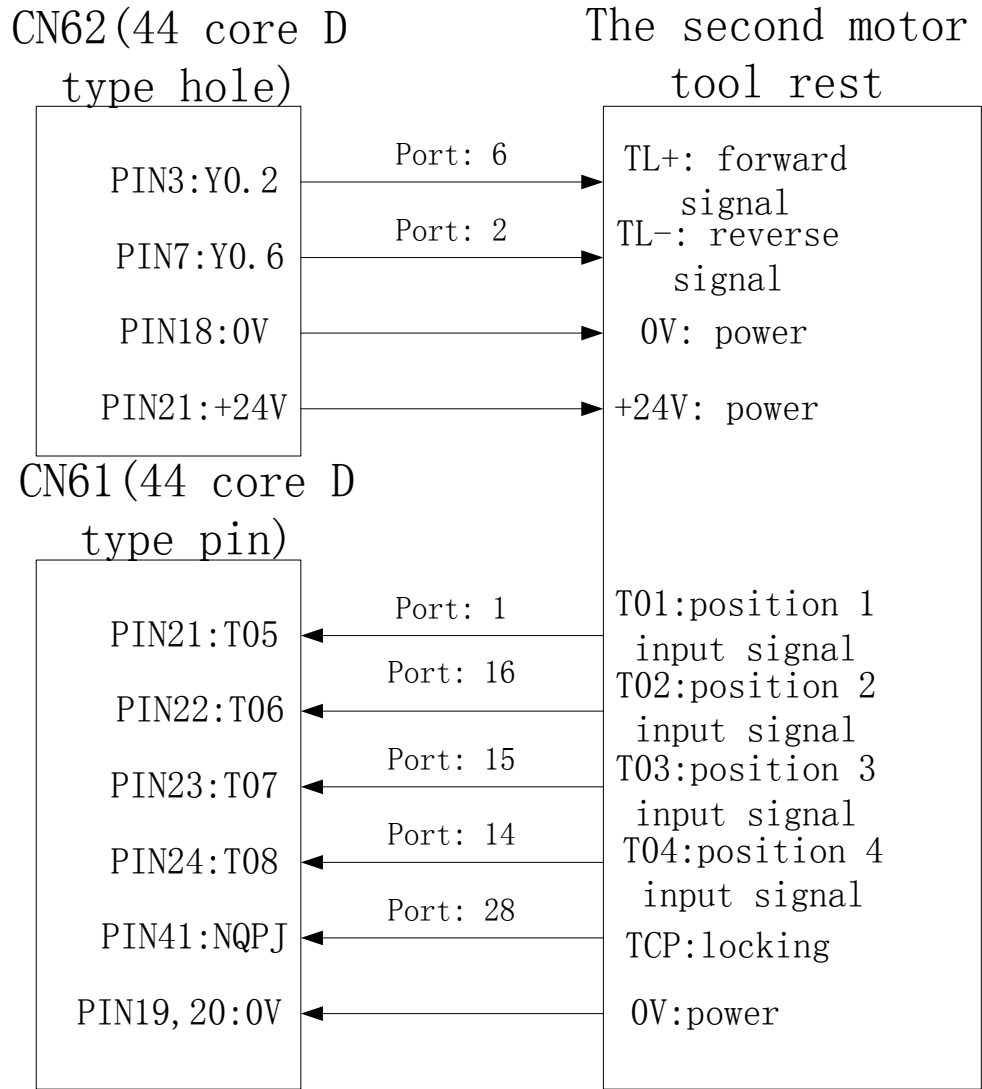 CN62(44 core D
type hole)
The second motor
tool rest
PIN3:Y0.2
Port: 6
TL+: forward
signal
PIN7:Y0.6
Port: 2
TL-: reverse
signal
PIN18:0V
0V: power
PIN21:+24V
+24V: power
CN61(44 core D
type pin)
PIN21:T05
Port: 1
T01:position 1
input signal
PIN22:T06
Port: 16
T02:position 2
input signal
PIN23:T07
Port: 15
T03:position 3
input signal
PIN24:T08
Port: 14
T04:position 4
input signal
PIN41:NQPJ
Port: 28
TCP:locking
PIN19,20:0V
0V:power